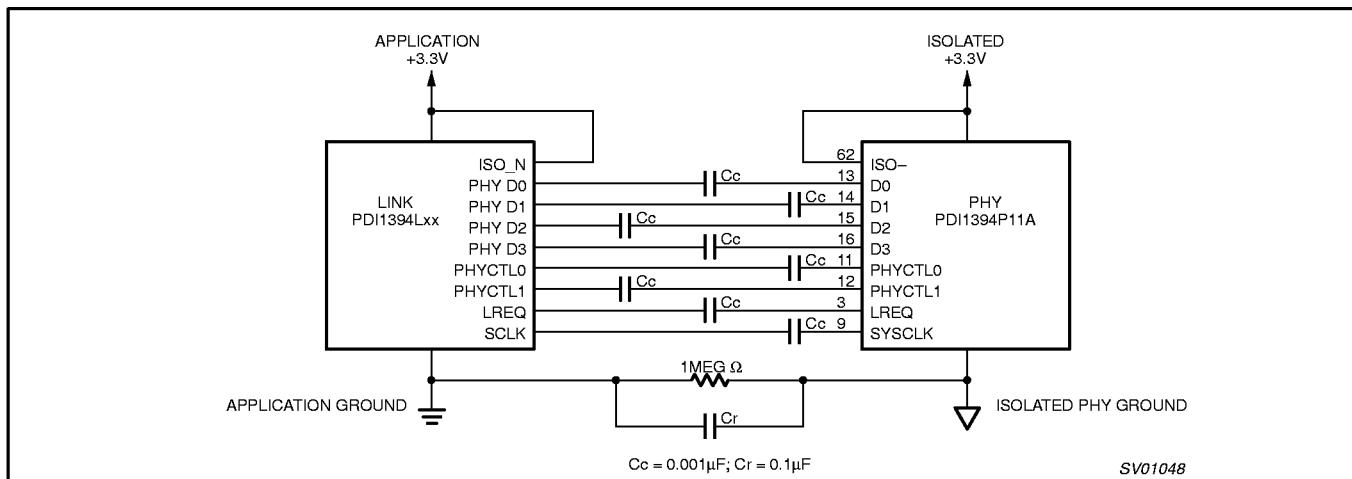 APPLICATION
+3.3V
ISOLATED
+3.3V
LINK
PDI1394Lxx
ISO_N
PHY D0
PHY D1
PHY D2
PHY D3
PHYCTL0
PHYCTL1
LREQ
SCLK
Cc
Cc
Cc
Cc
Cc
Cc
Cc
Cc
62
13
14
15
16
11
12
3
9
ISO–
D0
D1
D2
D3
PHYCTL0
PHYCTL1
LREQ
SYSCLK
PHY
PDI1394P11A
1MEG Ω
APPLICATION GROUND
ISOLATED PHY GROUND
Cr
Cc = 0.001µF; Cr = 0.1µF
SV01048